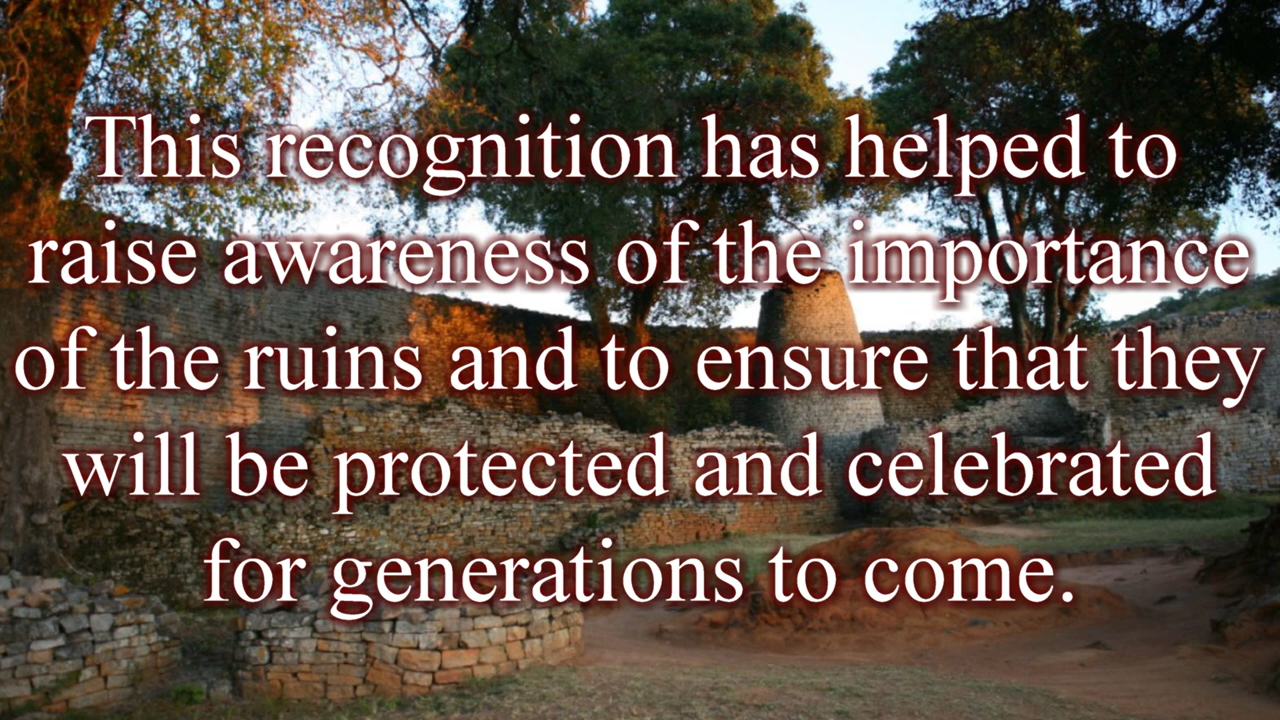 This recognition has helped to
raise awareness of the importance
of the ruins and to ensure that they
will be protected and celebrated
for generations to come.